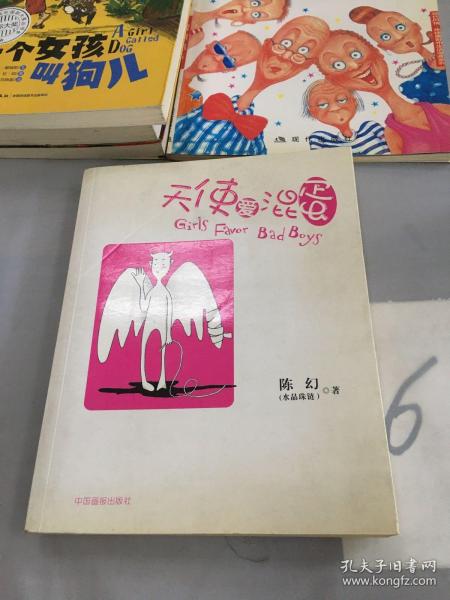 个女孩
叫狗儿
A Girl
Called
DOG
现代
天使爱混蛋
Girls Favor Bad Boys
陈幻
(水晶珠链)
著
中国画报出版社
6
孔夫子旧书网
www.kongfz.com